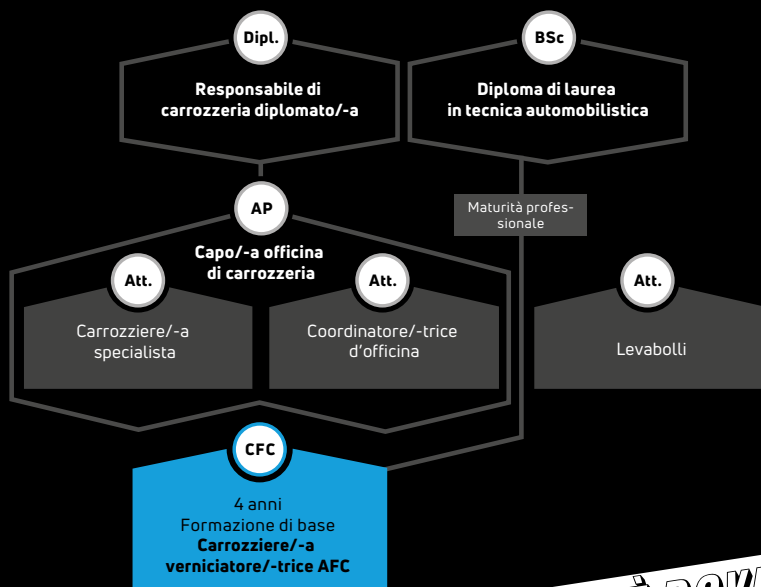 Dipl.
Responsabile di
carrozzeria diplomato/-a
BSc
Diploma di laurea
in tecnica automobilistica
Maturità profes-
sionale
AP
Capo/-a officina
di carrozzeria
Att.
Carrozziere/-a
specialista
Att.
Coordinatore/-trice
d’officina
Att.
Levabolli
CFC
4 anni
Formazione di base
Carrozziere/-a
verniciatore/-trice AFC